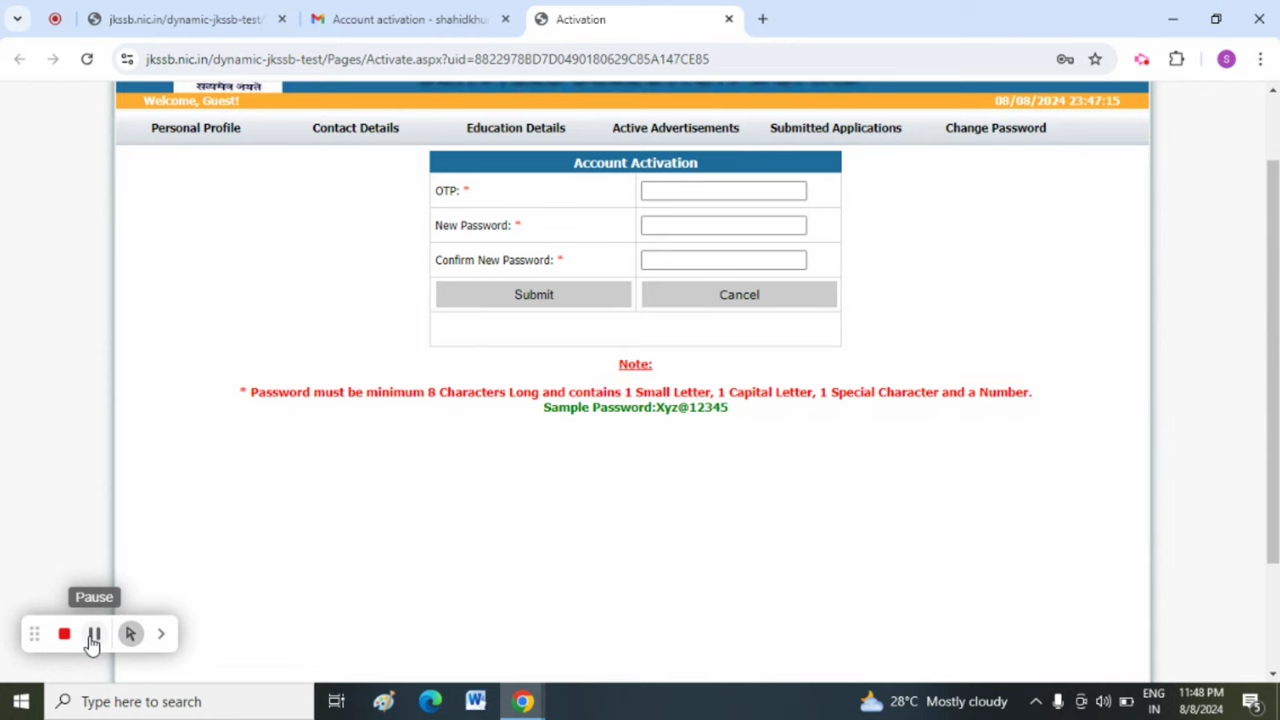 jkssb.nic.in/dynamic-jkssb-test/
Account activation - shahidkhu
Activation
jkssb.nic.in/dynamic-jkssb-test/Pages/Activate.aspx?uid=8822978BD7D0490180629C85A147CE85
S
सत्यमेव जयते
Welcome, Guest!
08/08/2024 23:47:15
Personal Profile
Contact Details
Education Details
Active Advertisements
Submitted Applications
Change Password
Account Activation
OTP: *
New Password: *
Confirm New Password: *
Submit
Cancel
Note:
* Password must be minimum 8 Characters Long and contains 1 Small Letter, 1 Capital Letter, 1 Special Character and a Number.
Sample Password:Xyz@12345
Pause
Type here to search
W
28°C Mostly cloudy
ENG
IN
11:48 PM
8/8/2024
5